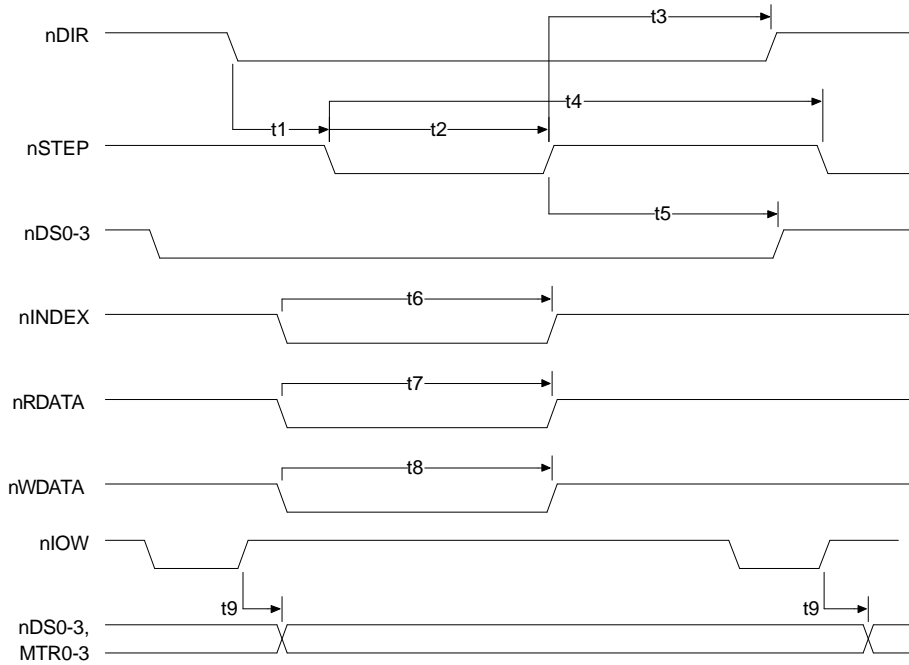 nDIR
t3
t4
t1
t2
nSTEP
t5
nDS0-3
t6
nINDEX
t7
nRDATA
t8
nWDATA
nIOW
t9
t9
nDS0-3,
MTR0-3